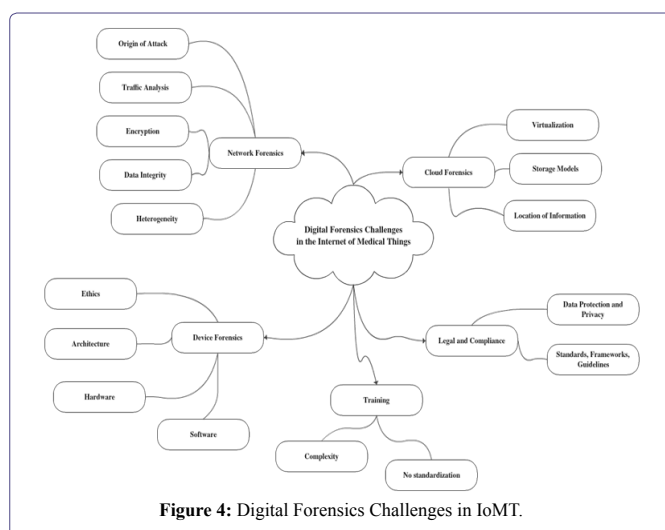 Origin of Attack
Traffic Analysis
Encryption
Data Integrity
Heterogeneity
Network Forensics
Virtualization
Storage Models
Location of Information
Cloud Forensics
Digital Forensics Challenges
in the Internet of Medical Things
Ethics
Architecture
Hardware
Software
Device Forensics
Data Protection and
Privacy
Standards, Frameworks,
Guidelines
Legal and Compliance
Training
Complexity
No standardization
Figure 4: Digital Forensics Challenges in IoMT.